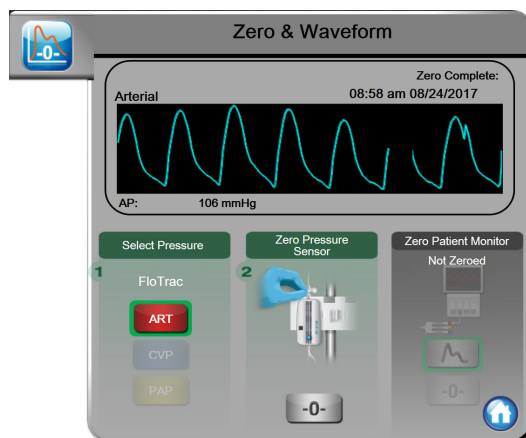 -0-
Zero & Waveform
Zero Complete:
Arterial
08:58 am 08/24/2017
AP: 106 mmHg
Select Pressure
1
FloTrac
ART
CVP
PAP
Zero Pressure
Sensor
2
-0-
Zero Patient Monitor
Not Zeroed
-0-